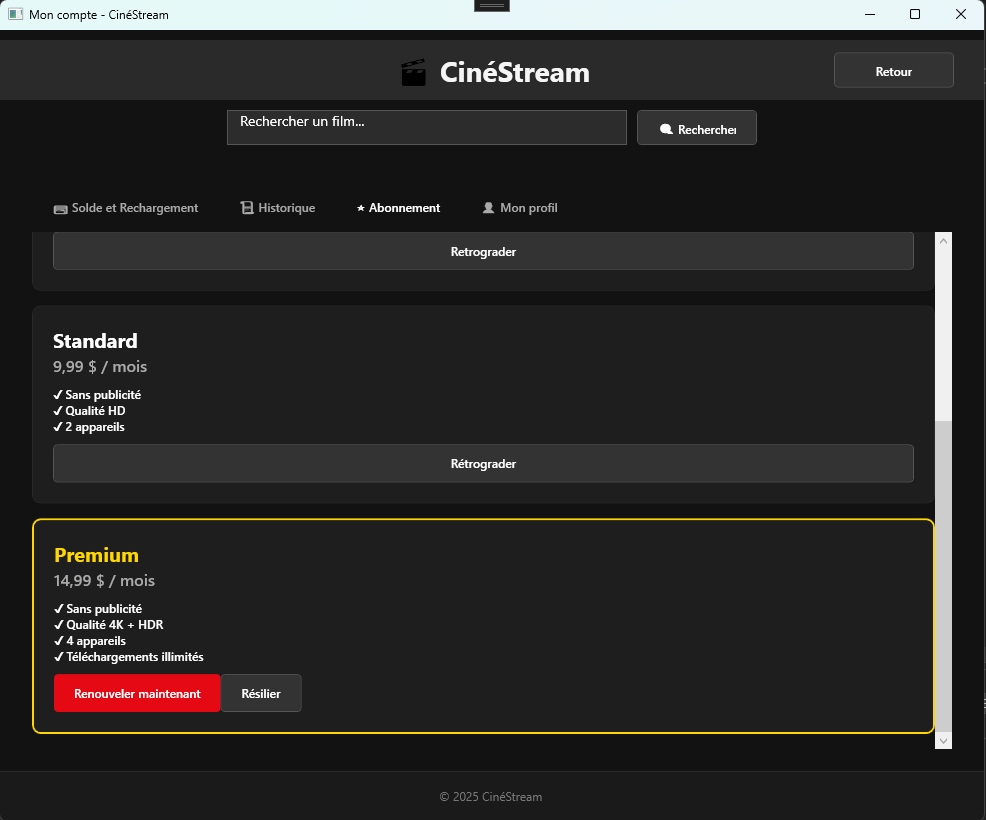 Mon compte - CinéStream
CinéStream
Retour
Rechercher un film...
Rechercher
Solde et Rechargement
Historique
Abonnement
Mon profil
Retrograder
Standard
9,99 $ / mois
✓ Sans publicité
✓ Qualité HD
✓ 2 appareils
Rétrograder
Premium
14,99 $ / mois
✓ Sans publicité
✓ Qualité 4K + HDR
✓ 4 appareils
✓ Téléchargements illimités
Renouveler maintenant
Résilier
© 2025 CinéStream